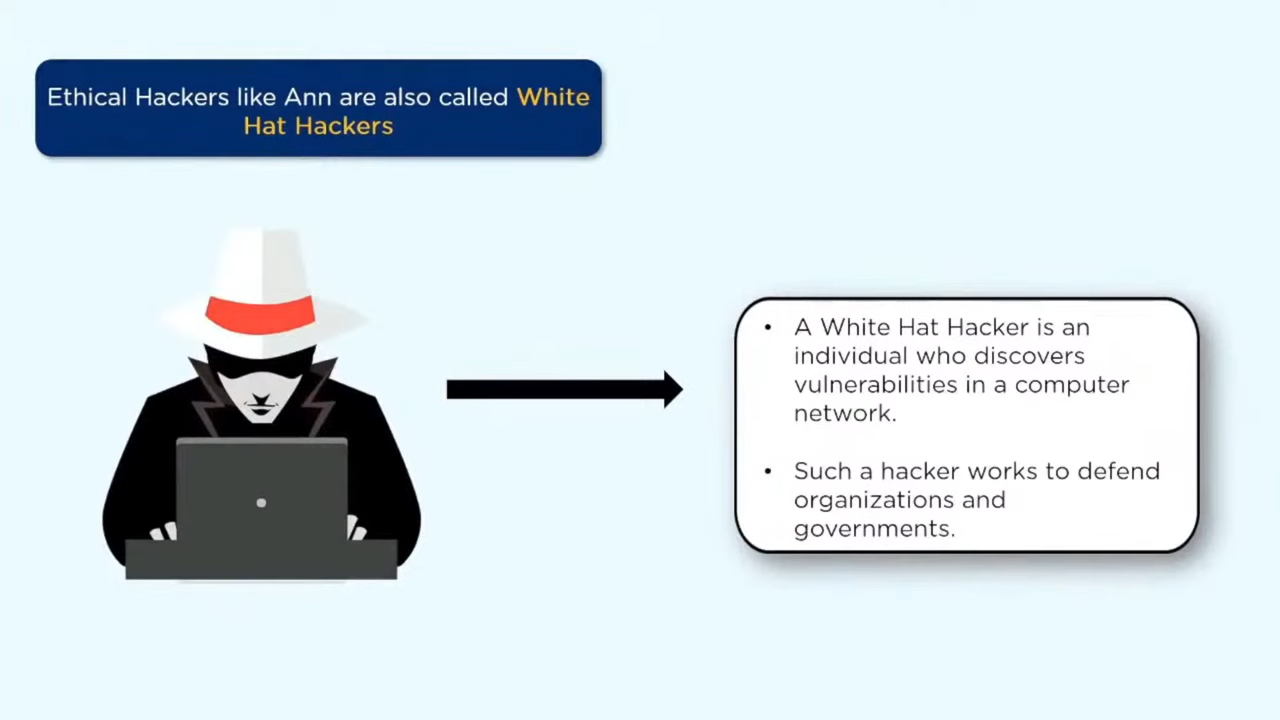 Ethical Hackers like Ann are also called White
Hat Hackers
• A White Hat Hacker is an
individual who discovers
vulnerabilities in a computer
network.
• Such a hacker works to defend
organizations and
governments.